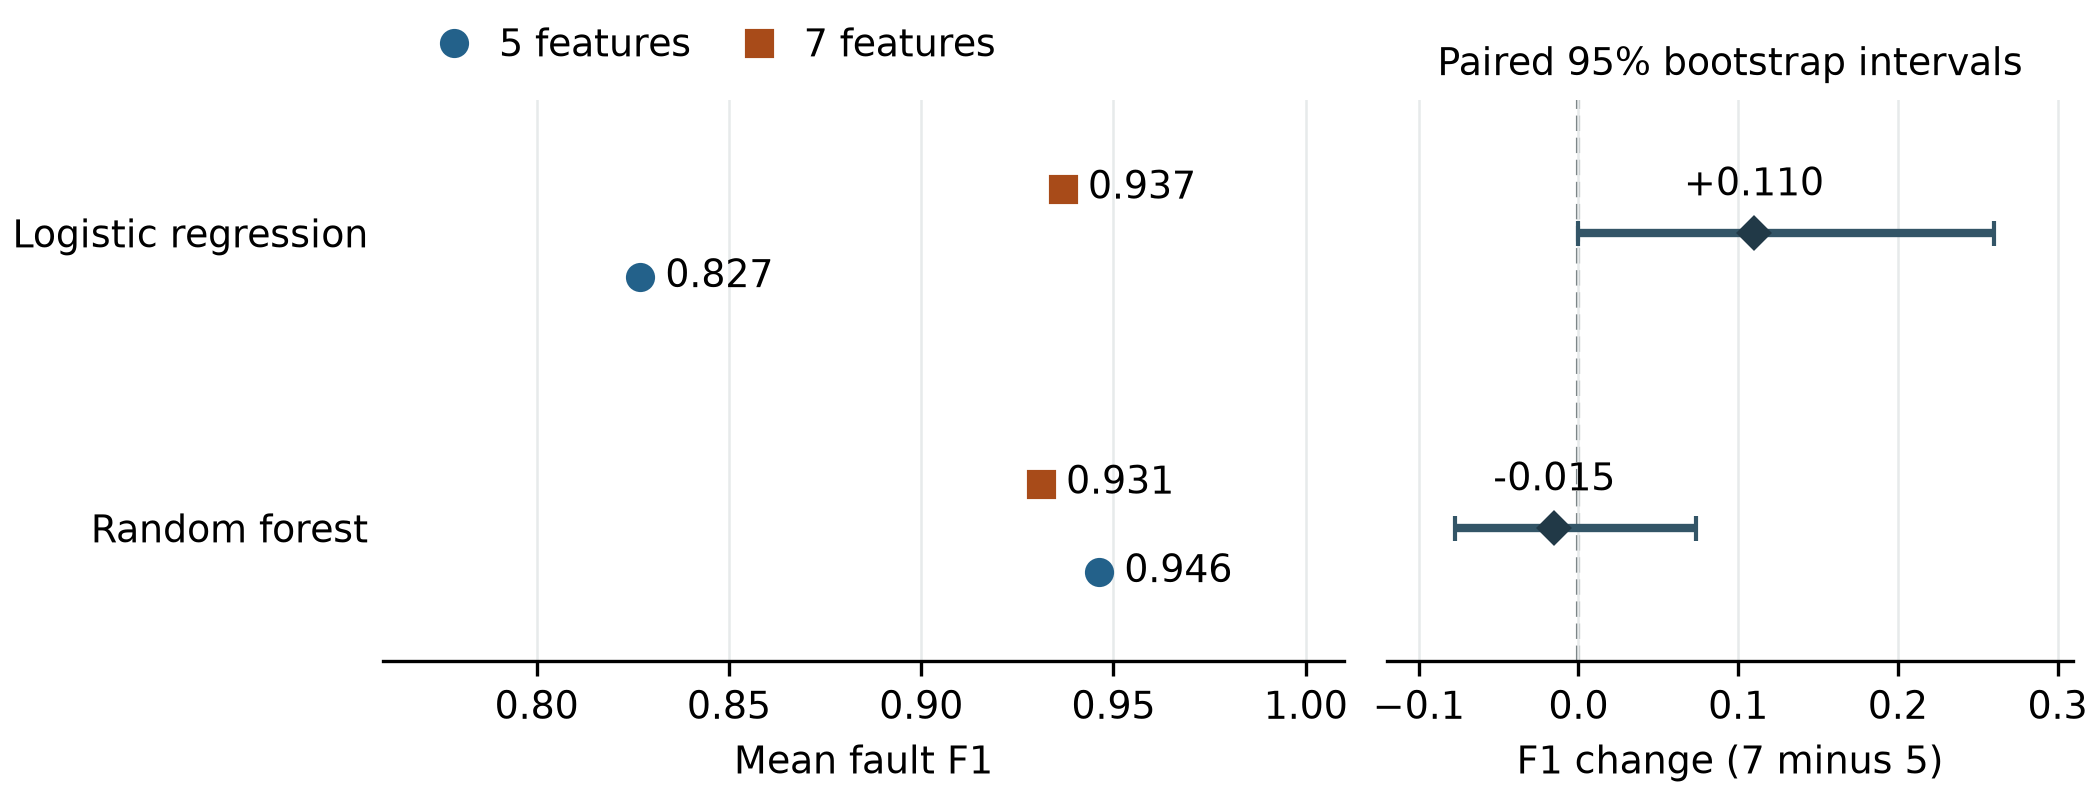 5 features
7 features
Paired 95% bootstrap intervals
Logistic regression
0.937
0.827
+0.110
Random forest
0.931
0.946
-0.015
0.80 0.85 0.90 0.95 1.00
Mean fault F1
−0.1 0.0 0.1 0.2 0.3
F1 change (7 minus 5)